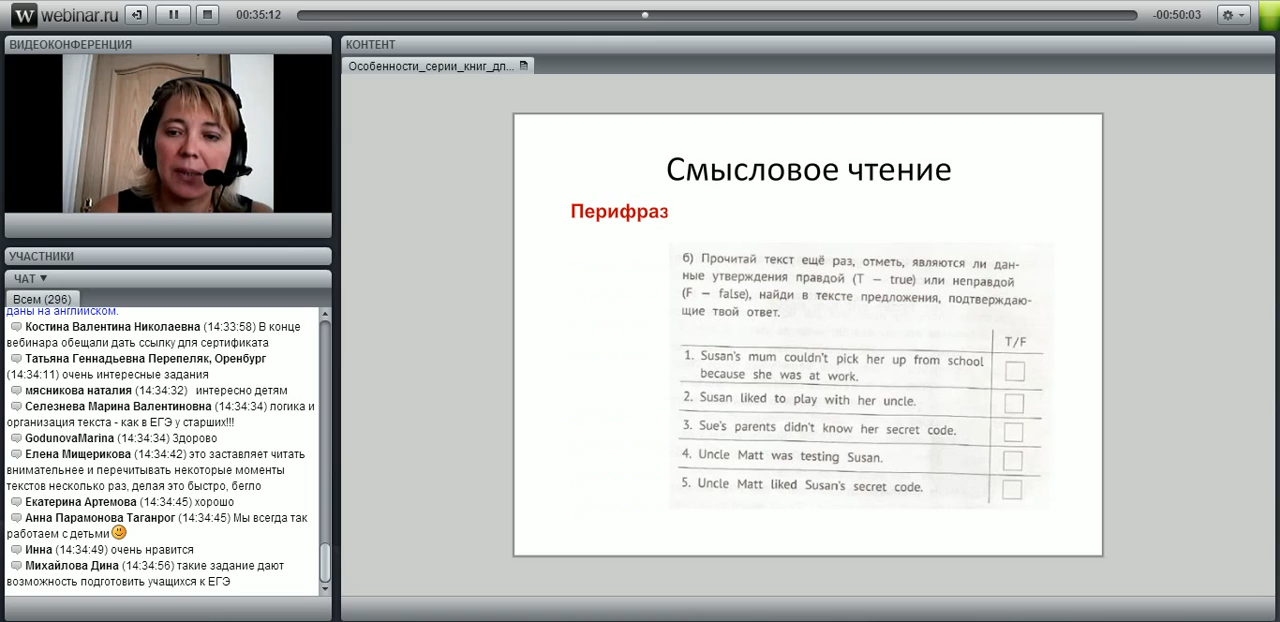 W webinar.ru
00:35:12
-00:50:03
ВИДЕОКОНФЕРЕНЦИЯ
УЧАСТНИКИ
ЧАТ
Всем (296)
даны на английском.
Костина Валентина Николаевна (14:33:58) В конце
вебинара обещали дать ссылку для сертификата
Татьяна Геннадьевна Перепеляк, Оренбург
(14:34:11) очень интересные задания
мясникова наталия (14:34:32) интересно детям
Селезнева Марина Валентиновна (14:34:34) логика и
организация текста - как в ЕГЭ у старших!!!
GodunovaMarina (14:34:34) Здорово
Елена Мищерикова (14:34:42) это заставляет читать
внимательнее и перечитывать некоторые моменты
текстов несколько раз, делая это быстро, бегло
Екатерина Артемова (14:34:45) хорошо
Анна Парамонова Таганрог (14:34:45) Мы всегда так
работаем с детьми
Инна (14:34:49) очень нравится
Михайлова Дина (14:34:56) такие задание дают
возможность подготовить учащихся к ЕГЭ
КОНТЕНТ
Особенности_серии_книг_дл...
Смысловое чтение
Перифраз
б) Прочитай текст ещё раз, отметь, являются ли дан-
ные утверждения правдой (T – true) или неправдой
(F – false), найди в тексте предложения, подтверждаю-
щие твой ответ.
T/F
1. Susan's mum couldn't pick her up from school
because she was at work.
2. Susan liked to play with her uncle.
3. Sue's parents didn't know her secret code.
4. Uncle Matt was testing Susan.
5. Uncle Matt liked Susan's secret code.